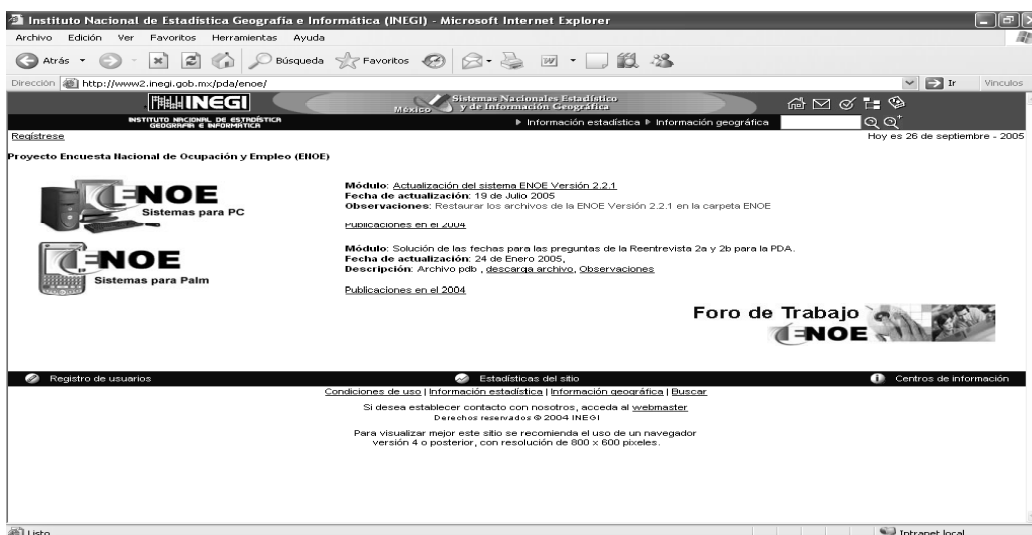 Instituto Nacional de Estadística Geografía e Informática (INEGI) - Microsoft Internet Explorer
Archivo Edición Ver Favoritos Herramientas Ayuda
Atrás Búsqueda Favoritos
Dirección http://www2.inegi.gob.mx/pda/enoe/ Ir Vínculos
INEGI
INSTITUTO NACIONAL DE ESTADÍSTICA
GEOGRAFÍA E INFORMÁTICA
México
Sistemas Nacionales Estadístico
y de Información Geográfica
Información estadística Información geográfica
Regístrese Hoy es 26 de septiembre - 2005
Proyecto Encuesta Nacional de Ocupación y Empleo (ENOE)
ENOE
Sistemas para PC
Módulo: Actualización del sistema ENOE Versión 2.2.1
Fecha de actualización: 19 de Julio 2005
Observaciones: Restaurar los archivos de la ENOE Versión 2.2.1 en la carpeta ENOE
Publicaciones en el 2004
ENOE
Sistemas para Palm
Módulo: Solución de las fechas para las preguntas de la Reentrevista 2a y 2b para la PDA.
Fecha de actualización: 24 de Enero 2005,
Descripción: Archivo pdb , descarga archivo, Observaciones
Publicaciones en el 2004
Foro de Trabajo
ENOE
Registro de usuarios Estadísticas del sitio Centros de información
Condiciones de uso | Información estadística | Información geográfica | Buscar
Si desea establecer contacto con nosotros, acceda al webmaster
Derechos reservados © 2004 INEGI
Para visualizar mejor este sitio se recomienda el uso de un navegador
versión 4 o posterior, con resolución de 800 x 600 pixeles.
Listo Intranet local